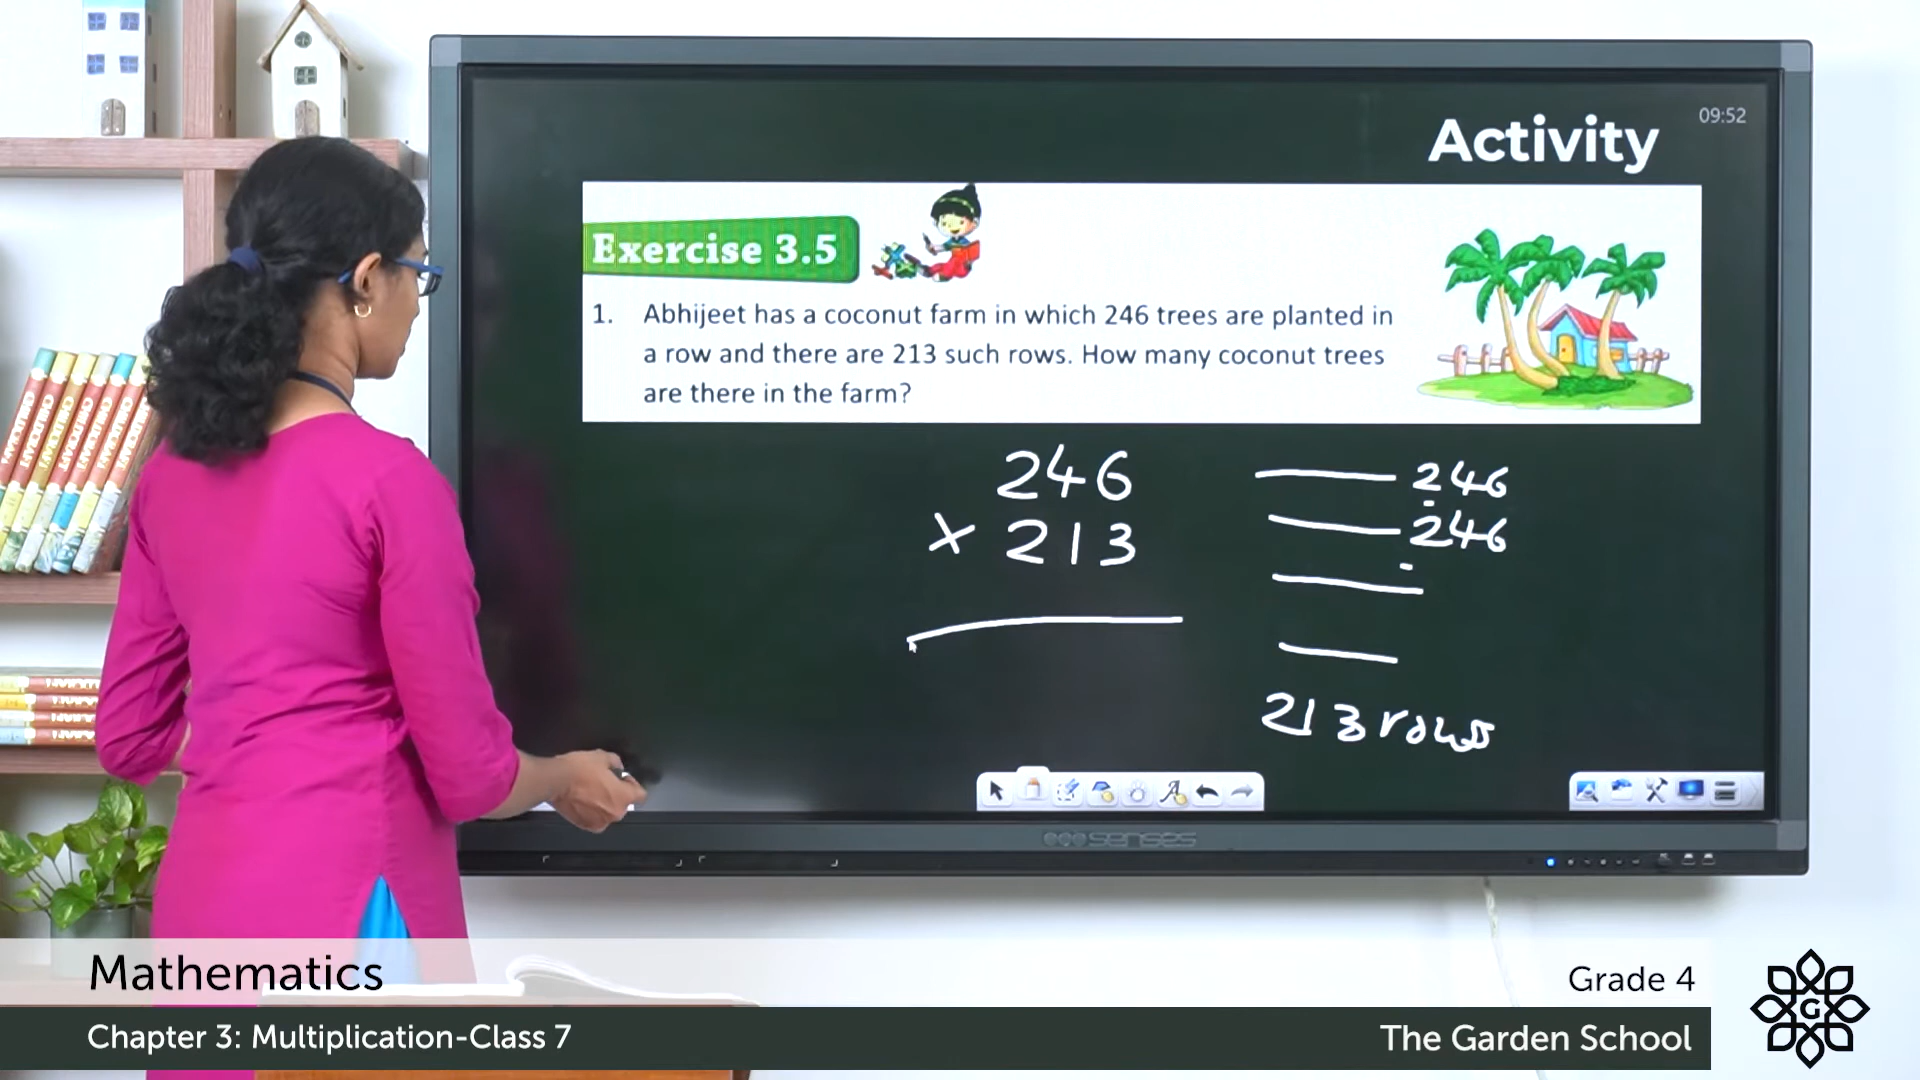 Activity
09:52
Exercise 3.5
1. Abhijeet has a coconut farm in which 246 trees are planted in
a row and there are 213 such rows. How many coconut trees
are there in the farm?
246
× 213
246
246
213 rows
Mathematics
Grade 4
Chapter 3: Multiplication-Class 7
The Garden School
G